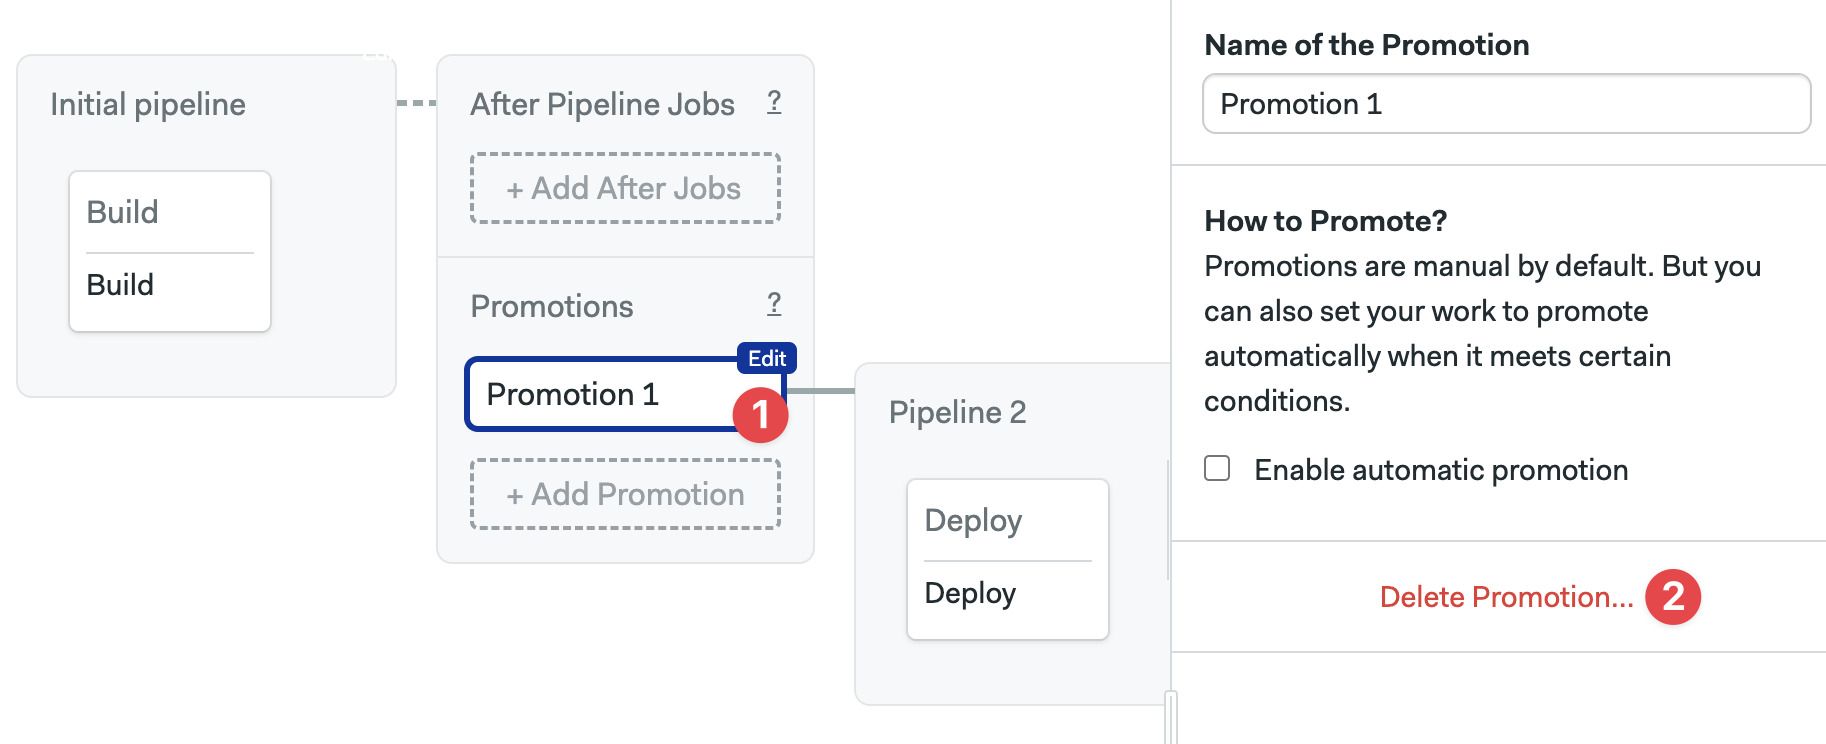 Initial pipeline
Build
Build
After Pipeline Jobs ?
+ Add After Jobs
Promotions ?
Edit
Promotion 1
1
+ Add Promotion
Pipeline 2
Deploy
Deploy
Name of the Promotion
Promotion 1
How to Promote?
Promotions are manual by default. But you
can also set your work to promote
automatically when it meets certain
conditions.
Enable automatic promotion
Delete Promotion... 2